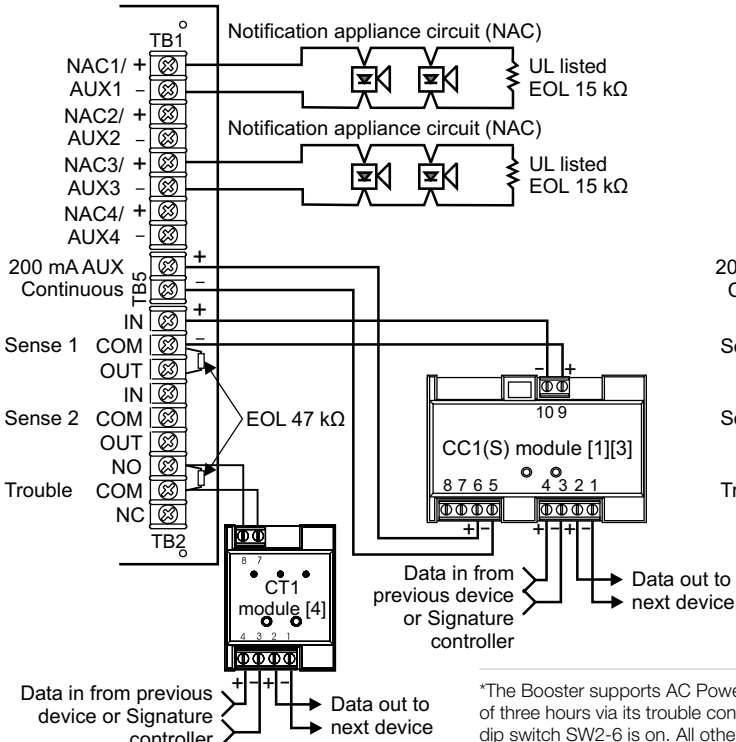 TB1
Notification appliance circuit (NAC)
NAC1/ +
AUX1 –
UL listed
EOL 15 kΩ
NAC2/ +
AUX2 –
Notification appliance circuit (NAC)
NAC3/ +
AUX3 –
UL listed
EOL 15 kΩ
NAC4/ +
AUX4 –
200 mA AUX +
Continuous –
TB5
IN +
Sense 1 COM –
OUT
IN
Sense 2 COM
OUT
EOL 47 kΩ
NO
Trouble COM
NC
TB2
– +
10 9
CC1(S) module [1][3]
8 7 6 5 4 3 2 1
+ – + – + –
Data in from
previous device
or Signature
controller
Data out to
next device
8 7
CT1
module [4]
4 3 2 1
+ – + –
Data in from previous
device or Signature
controller
Data out to
next device
*The Booster supports AC Powe
of three hours via its trouble con
dip switch SW2-6 is on. All othe
20
C
Se
Se
Tr